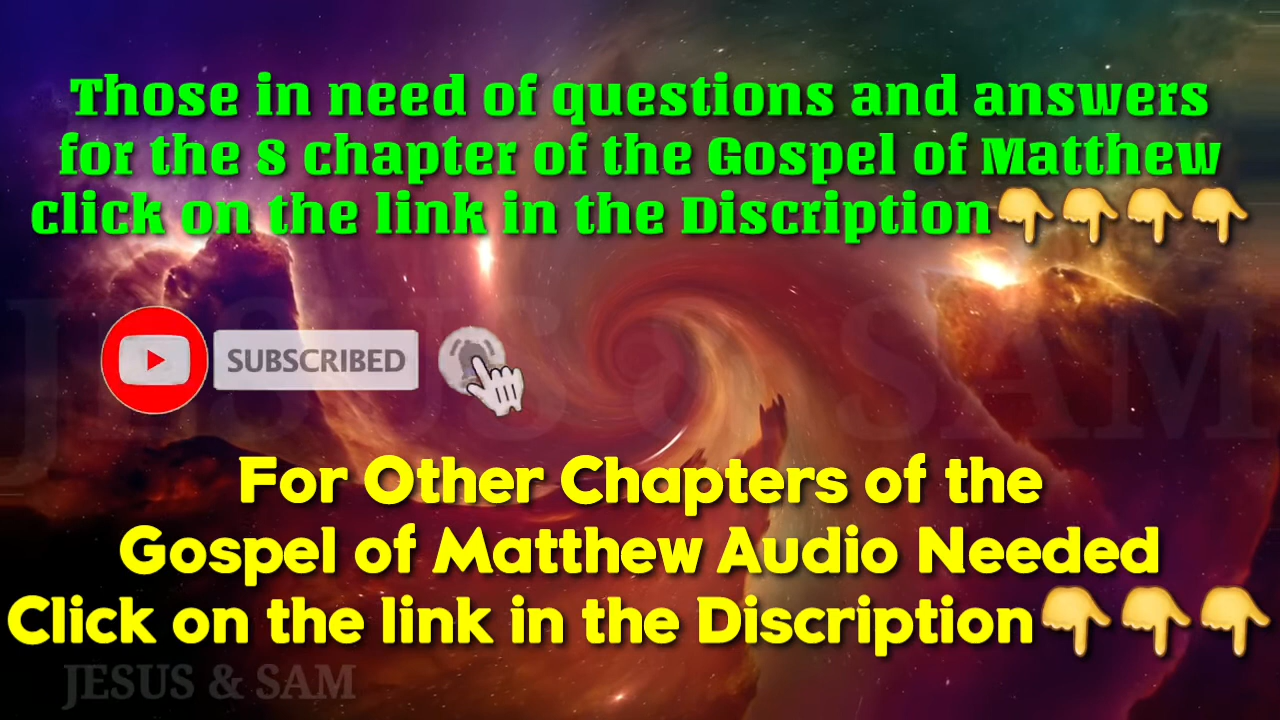 Those in need of questions and answers
for the 8 chapter of the Gospel of Matthew
click on the link in the Discription👇👇👇👇
JESUS & SAM
SUBSCRIBED
For Other Chapters of the
Gospel of Matthew Audio Needed
Click on the link in the Discription👇👇👇
JESUS & SAM